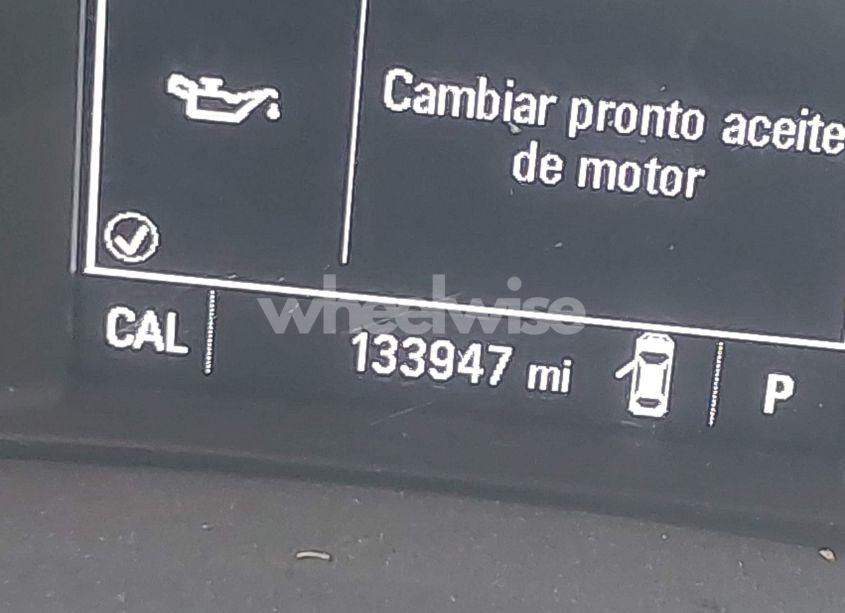 Cambiar pronto aceite
de motor
wheelwise
CAL 133947 mi P